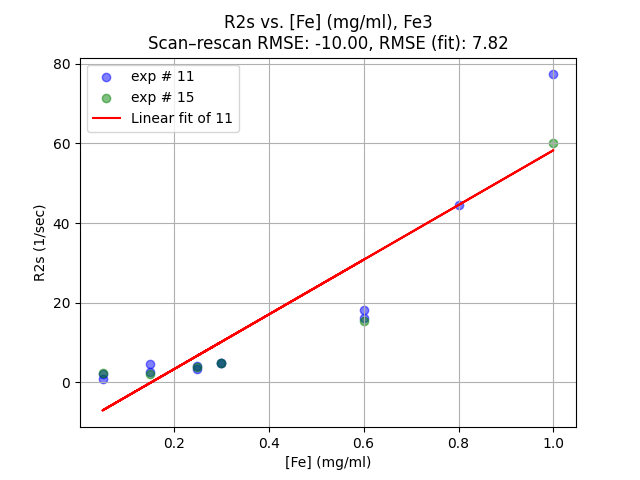 R2s vs. [Fe] (mg/ml), Fe3
Scan–rescan RMSE: -10.00, RMSE (fit): 7.82
exp # 11
exp # 15
Linear fit of 11
80
60
40
20
0
R2s (1/sec)
0.2 0.4 0.6 0.8 1.0
[Fe] (mg/ml)